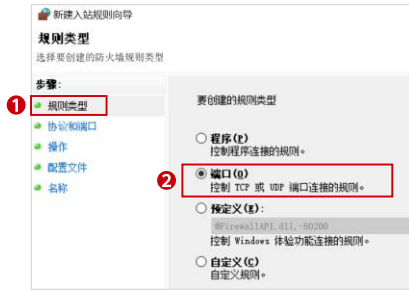 新建入站规则向导
规则类型
选择要创建的防火墙规则类型
步骤:
1 规则类型
协议和端口
操作
配置文件
名称
要创建的规则类型
程序(P)
控制程序连接的规则。
2 端口(O)
控制 TCP 或 UDP 端口连接的规则。
预定义(E):
@FirewallAPI.dll,-60200
控制 Windows 体验功能连接的规则。
自定义(C)
自定义规则。